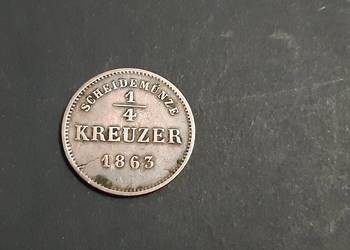 SCHEIDEMÜNZE
1/4
KREUZER
1863